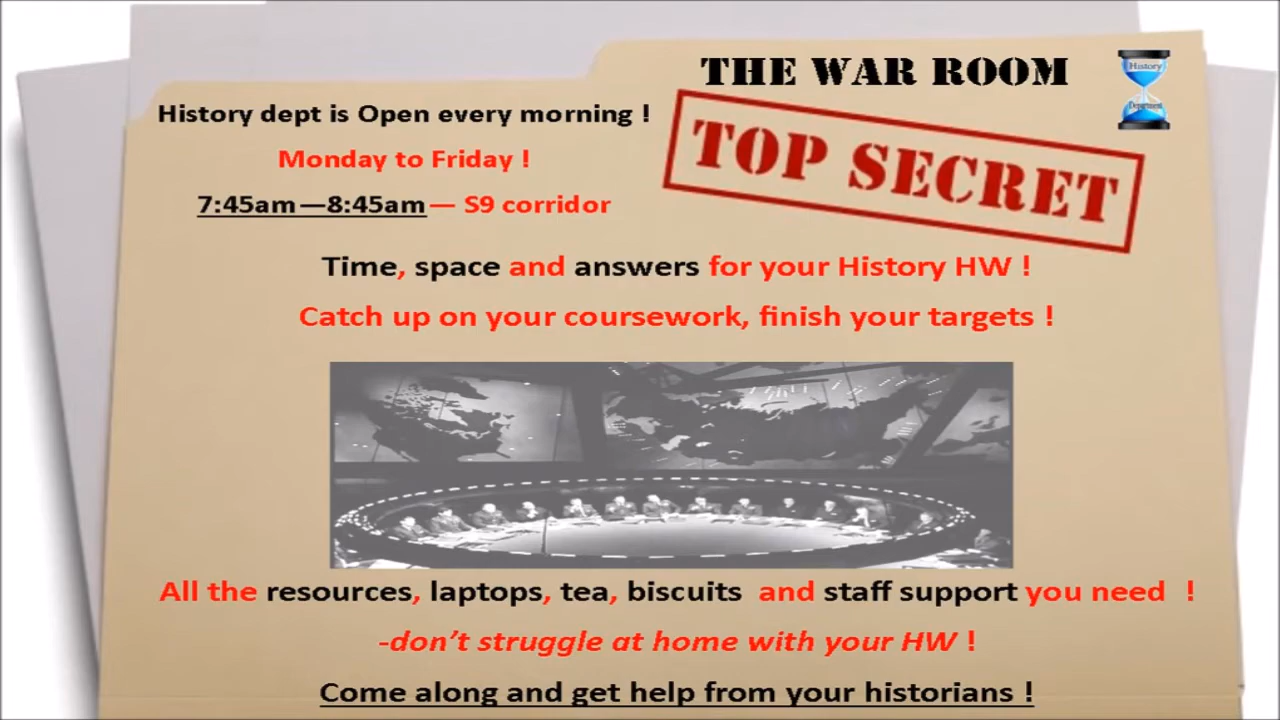 THE WAR ROOM
History
Department
History dept is Open every morning !
TOP SECRET
Monday to Friday !
7:45am—8:45am— S9 corridor
Time, space and answers for your History HW !
Catch up on your coursework, finish your targets !
All the resources, laptops, tea, biscuits and staff support you need !
-don’t struggle at home with your HW !
Come along and get help from your historians !